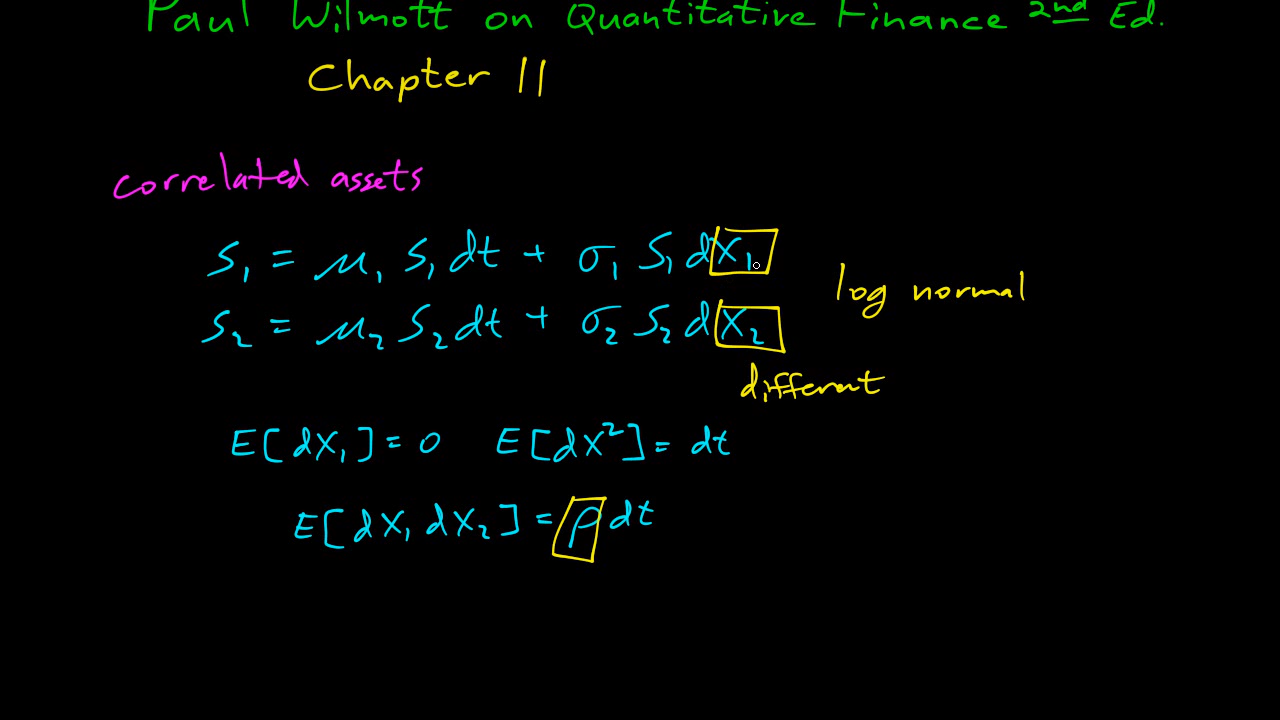 Paul Wilmott on Quantitative Finance 2nd Ed.
Chapter 11
correlated assets
S₁ = μ₁ S₁ dt + σ₁ S₁ dX₁
log normal
S₂ = μ₂ S₂ dt + σ₂ S₂ dX₂
different
E[dX₁] = 0 E[dX²] = dt
E[dX₁ dX₂] = ρ dt